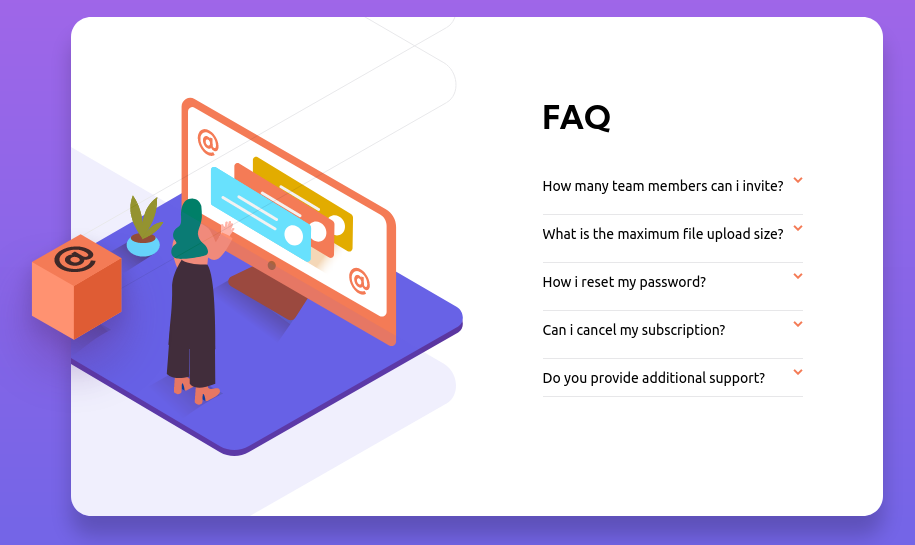 @
FAQ
How many team members can i invite?
What is the maximum file upload size?
How i reset my password?
Can i cancel my subscription?
Do you provide additional support?
@
@